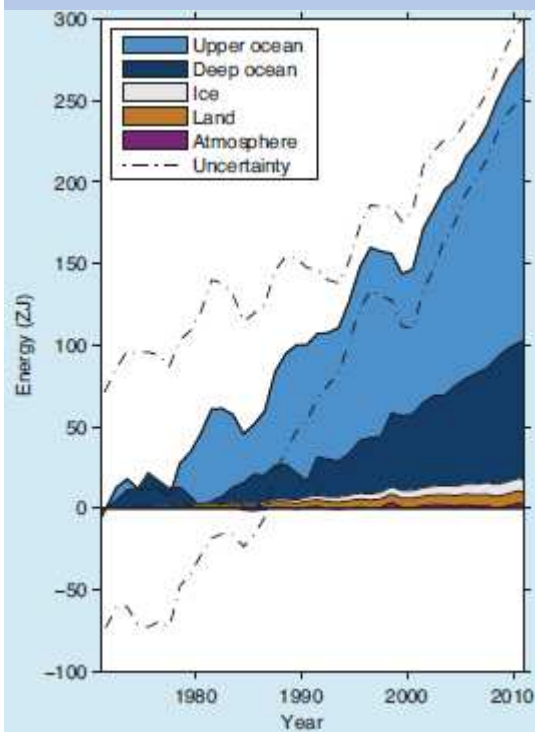 300
250
200
150
100
50
0
−50
−100
Energy (ZJ)
Upper ocean
Deep ocean
Ice
Land
Atmosphere
Uncertainty
1980 1990 2000 2010
Year